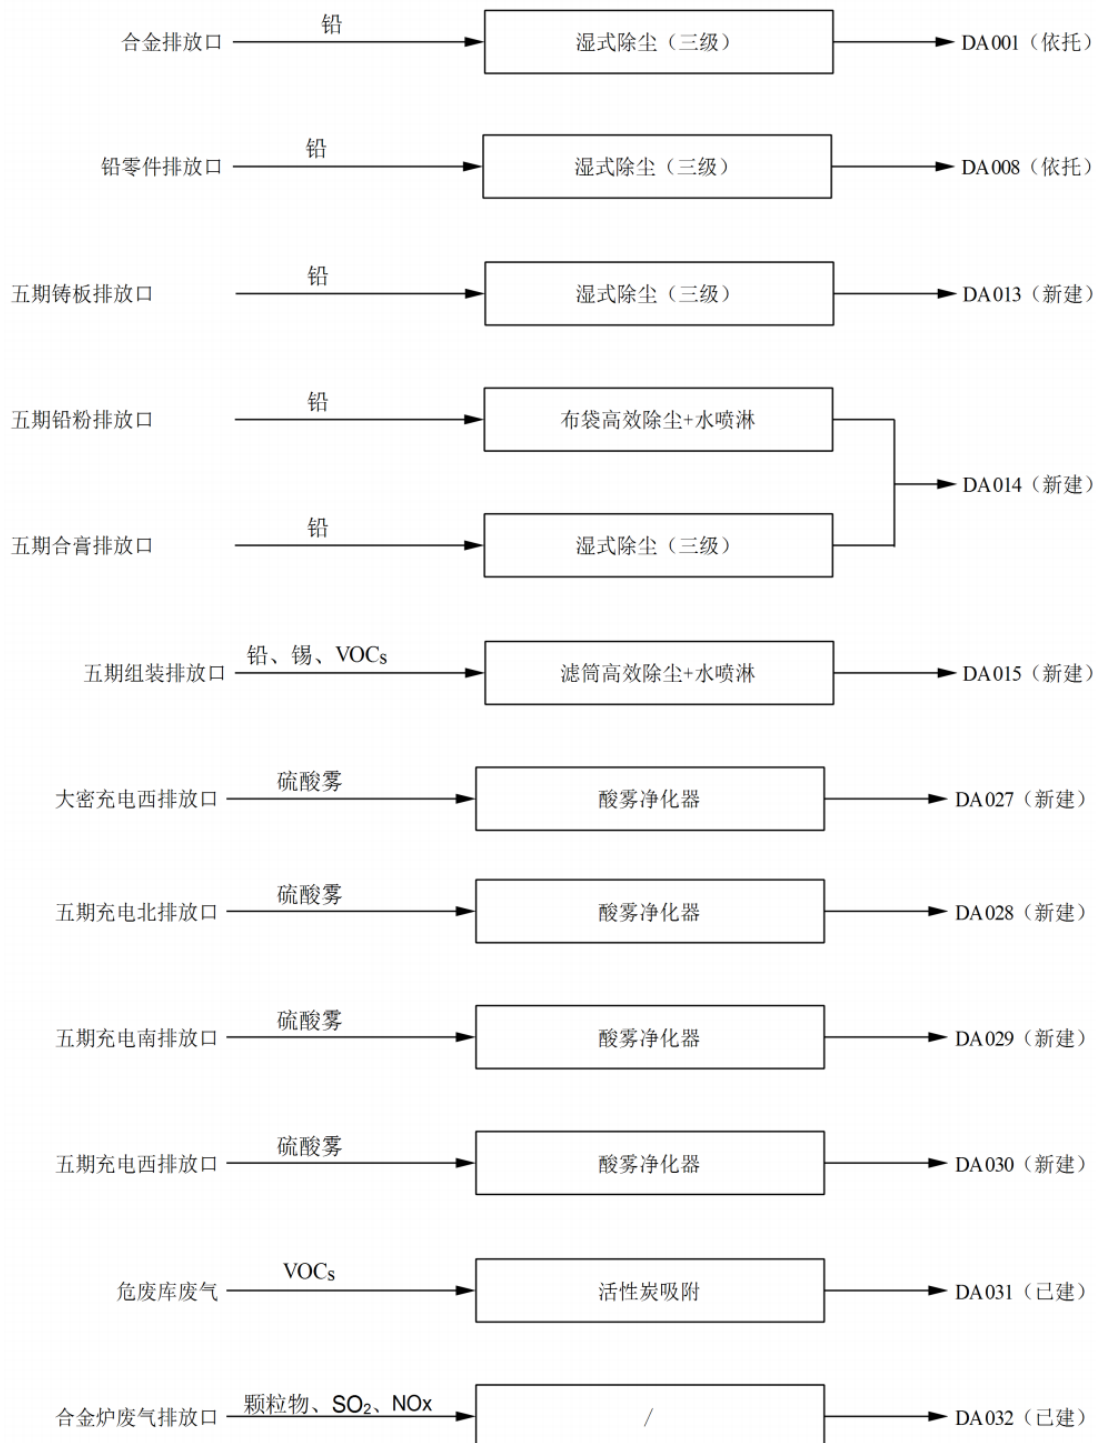 合金排放口 铅 湿式除尘（三级） DA001（依托）
铅零件排放口 铅 湿式除尘（三级） DA008（依托）
五期铸板排放口 铅 湿式除尘（三级） DA013（新建）
五期铅粉排放口 铅 布袋高效除尘+水喷淋
DA014（新建）
五期合膏排放口 铅 湿式除尘（三级）
五期组装排放口 铅、锡、VOCs 滤筒高效除尘+水喷淋 DA015（新建）
大密充电西排放口 硫酸雾 酸雾净化器 DA027（新建）
五期充电北排放口 硫酸雾 酸雾净化器 DA028（新建）
五期充电南排放口 硫酸雾 酸雾净化器 DA029（新建）
五期充电西排放口 硫酸雾 酸雾净化器 DA030（新建）
危废库废气 VOCs 活性炭吸附 DA031（已建）
合金炉废气排放口 颗粒物、SO₂、NOx / DA032（已建）